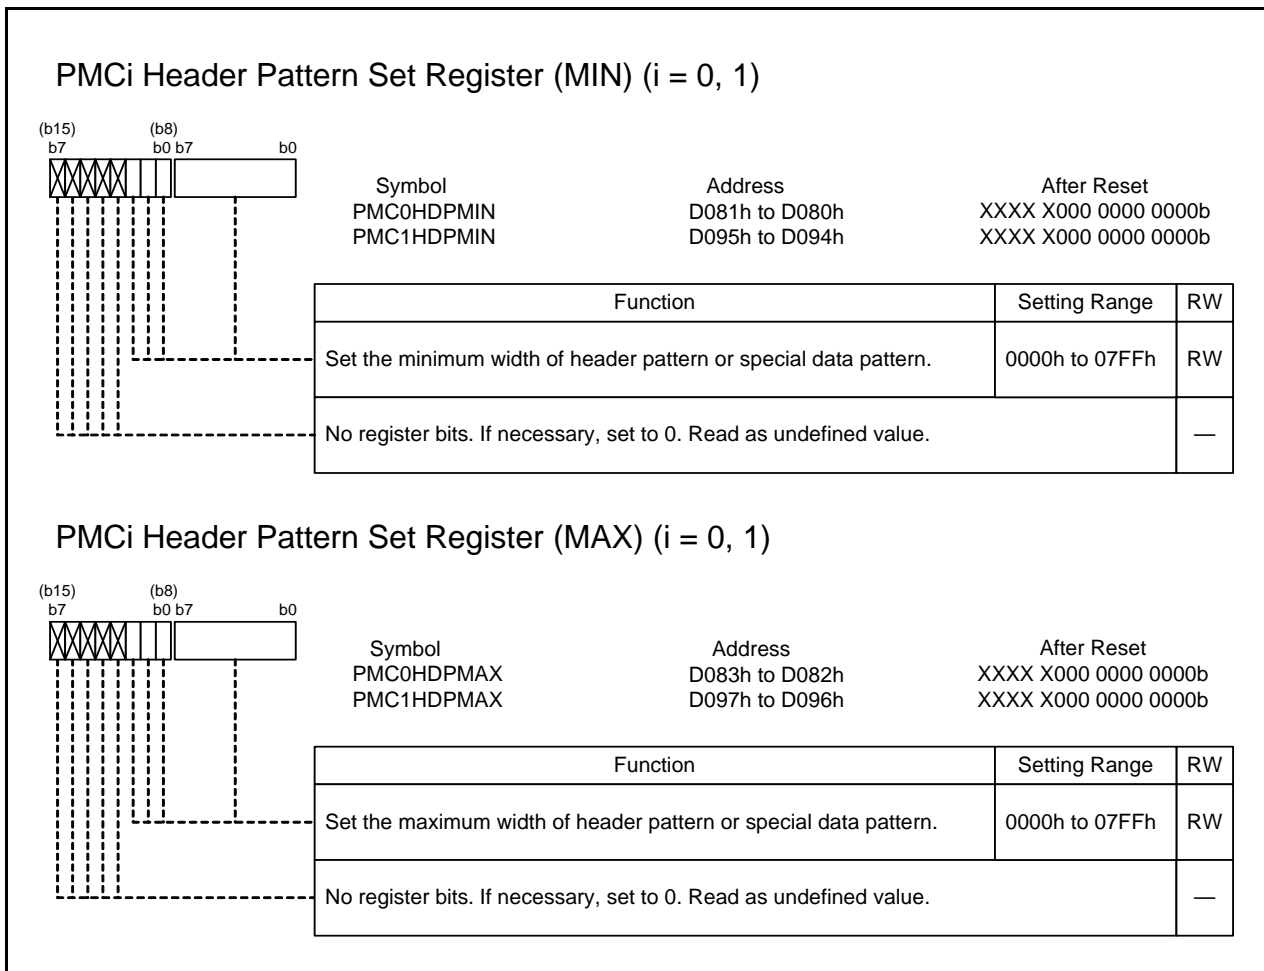 PMCi Header Pattern Set Register (MIN) (i = 0, 1)
(b15) (b8)
b7 b0 b7 b0
Symbol Address After Reset
PMC0HDPMIN D081h to D080h XXXX X000 0000 0000b
PMC1HDPMIN D095h to D094h XXXX X000 0000 0000b
Function Setting Range RW
Set the minimum width of header pattern or special data pattern. 0000h to 07FFh RW
No register bits. If necessary, set to 0. Read as undefined value. —
PMCi Header Pattern Set Register (MAX) (i = 0, 1)
(b15) (b8)
b7 b0 b7 b0
Symbol Address After Reset
PMC0HDPMAX D083h to D082h XXXX X000 0000 0000b
PMC1HDPMAX D097h to D096h XXXX X000 0000 0000b
Function Setting Range RW
Set the maximum width of header pattern or special data pattern. 0000h to 07FFh RW
No register bits. If necessary, set to 0. Read as undefined value. —